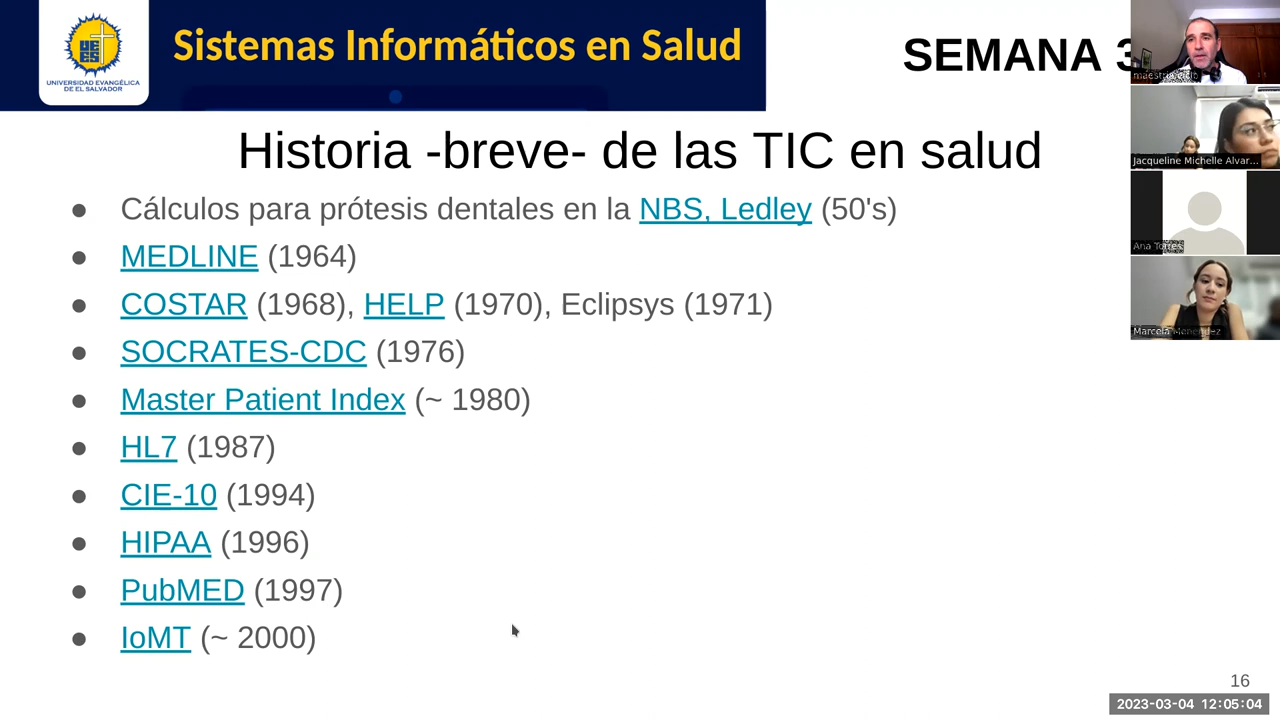 UNIVERSIDAD EVANGÉLICA
DE EL SALVADOR
Sistemas Informáticos en Salud
SEMANA 3
Historia -breve- de las TIC en salud
● Cálculos para prótesis dentales en la NBS, Ledley (50's)
● MEDLINE (1964)
● COSTAR (1968), HELP (1970), Eclipsys (1971)
● SOCRATES-CDC (1976)
● Master Patient Index (~ 1980)
● HL7 (1987)
● CIE-10 (1994)
● HIPAA (1996)
● PubMED (1997)
● IoMT (~ 2000)
Jacqueline Michelle Alvar...
Ana Torres
Marcela Menendez
16
2023-03-04 12:05:04